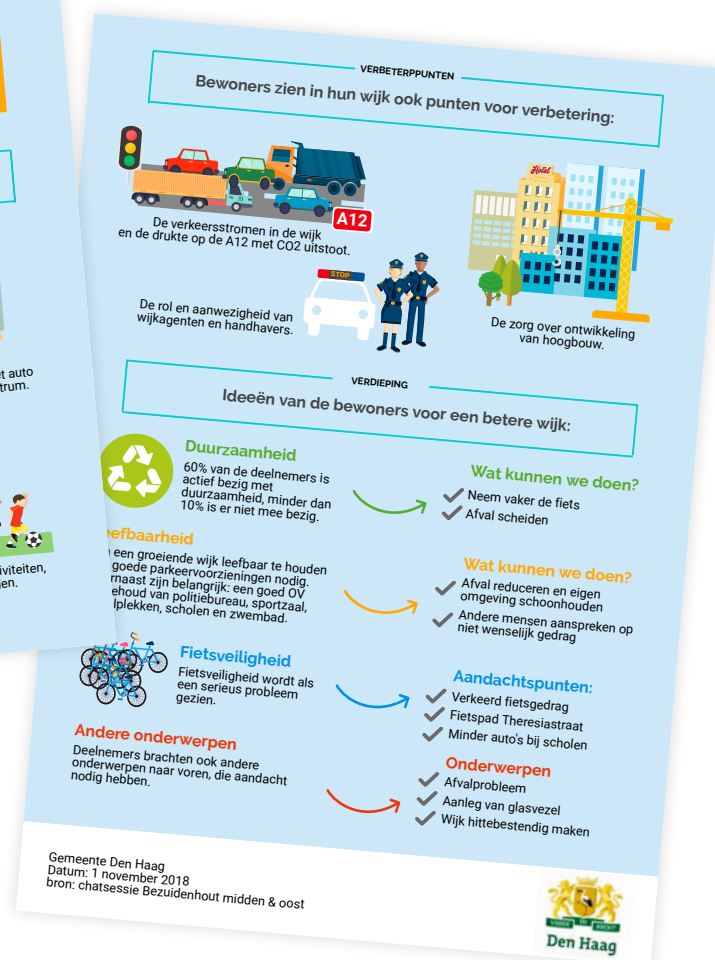 VERBETERPPUNTEN
Bewoners zien in hun wijk ook punten voor verbetering:
Hotel
A12
De verkeersstromen in de wijk
en de drukte op de A12 met CO2 uitstoot.
STOP
De rol en aanwezigheid van
wijkagenten en handhavers.
De zorg over ontwikkeling
van hoogbouw.
t auto
trum.
iviteiten,
en.
VERDIEPING
Ideeën van de bewoners voor een betere wijk:
Duurzaamheid
60% van de deelnemers is
actief bezig met
duurzaamheid, minder dan
10% is er niet mee bezig.
Wat kunnen we doen?
Neem vaker de fiets
Afval scheiden
eefbaarheid
een groeiende wijk leefbaar te houden
goede parkeervoorzieningen nodig.
rnaast zijn belangrijk: een goed OV
ehoud van politiebureau, sportzaal,
lplekken, scholen en zwembad.
Wat kunnen we doen?
Afval reduceren en eigen
omgeving schoonhouden
Andere mensen aanspreken op
niet wenselijk gedrag
Fietsveiligheid
Fietsveiligheid wordt als
een serieus probleem
gezien.
Aandachtspunten:
Verkeerd fietsgedrag
Fietspad Theresiastraat
Minder auto's bij scholen
Andere onderwerpen
Deelnemers brachten ook andere
onderwerpen naar voren, die aandacht
nodig hebben.
Onderwerpen
Afvalprobleem
Aanleg van glasvezel
Wijk hittebestendig maken
Gemeente Den Haag
Datum: 1 november 2018
bron: chatsessie Bezuidenhout midden & oost
VREDE EN RECHT
Den Haag